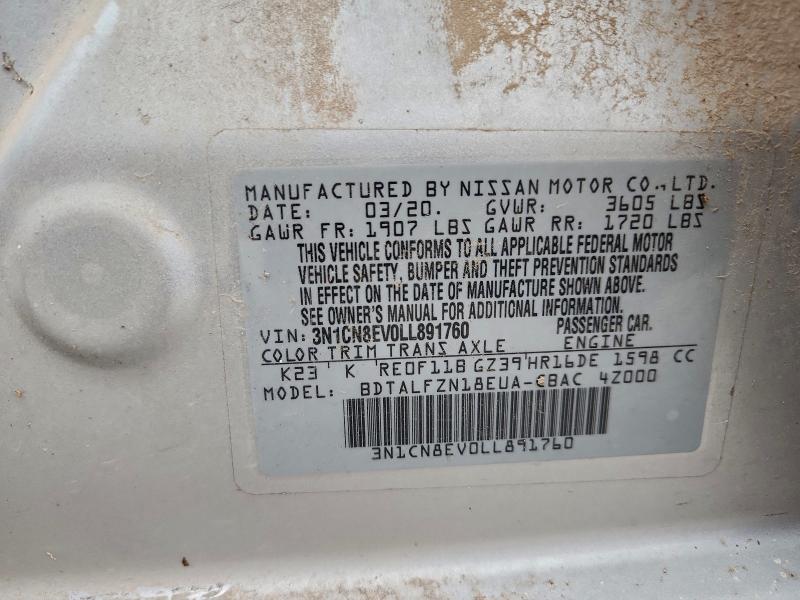 MANUFACTURED BY NISSAN MOTOR CO., LTD.
DATE: 03/20. GVWR: 3605 LBS
GAWR FR: 1907 LBS GAWR RR: 1720 LBS
THIS VEHICLE CONFORMS TO ALL APPLICABLE FEDERAL MOTOR
VEHICLE SAFETY, BUMPER AND THEFT PREVENTION STANDARDS
IN EFFECT ON THE DATE OF MANUFACTURE SHOWN ABOVE.
SEE OWNER'S MANUAL FOR ADDITIONAL INFORMATION.
VIN: 3N1CN8EV0LL891760 PASSENGER CAR.
COLOR TRIM TRANS AXLE ENGINE
K23 K RE0F11B GZ39 HR16DE 1598 CC
MODEL: BDTALFZN18EUA-CBAC 4Z000
3N1CN8EV0LL891760